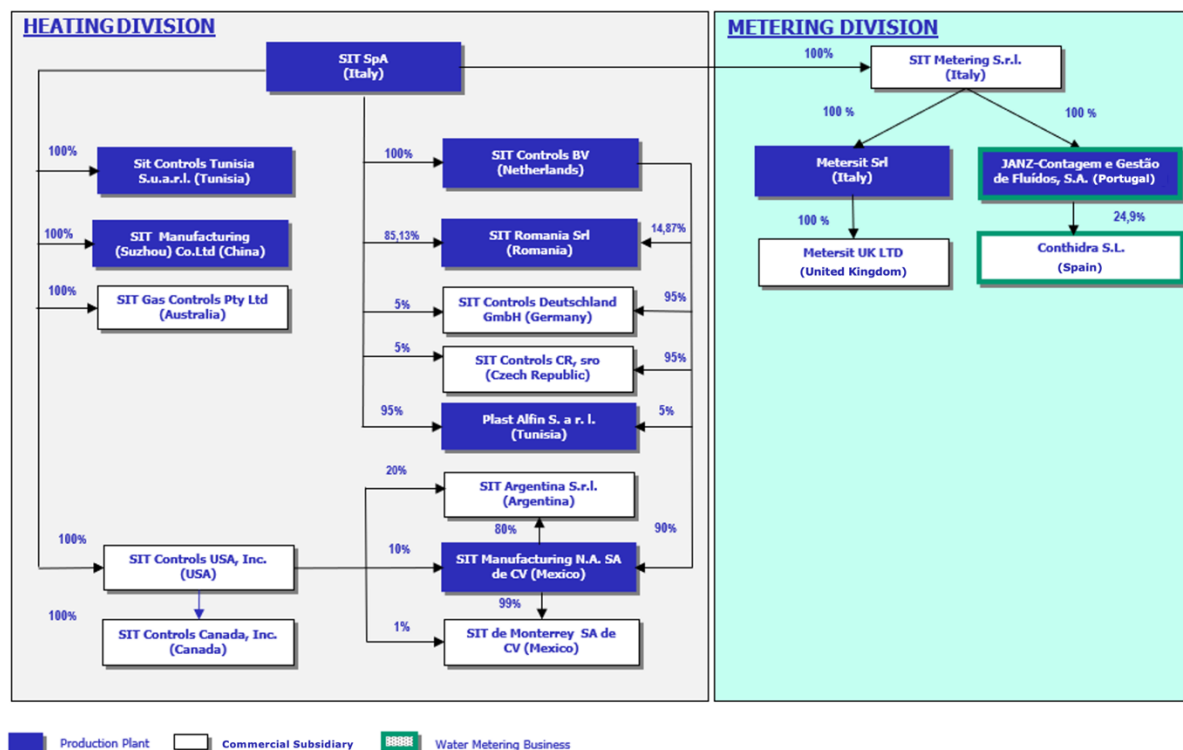 HEATING DIVISION
METERING DIVISION
SIT SpA
(Italy)
100%
SIT Metering S.r.l.
(Italy)
100 %
100 %
100%
Sit Controls Tunisia
S.u.a.r.l. (Tunisia)
100%
SIT Controls BV
(Netherlands)
Metersit Srl
(Italy)
JANZ-Contagem e Gestão
de Fluídos, S.A. (Portugal)
100%
SIT Manufacturing
(Suzhou) Co.Ltd (China)
85,13%
SIT Romania Srl
(Romania)
14,87%
100 %
24,9%
Metersit UK LTD
(United Kingdom)
Conthidra S.L.
(Spain)
100%
SIT Gas Controls Pty Ltd
(Australia)
5%
SIT Controls Deutschland
GmbH (Germany)
95%
5%
SIT Controls CR, sro
(Czech Republic)
95%
95%
Plast Alfin S. a r. l.
(Tunisia)
5%
20%
SIT Argentina S.r.l.
(Argentina)
80%
90%
100%
SIT Controls USA, Inc.
(USA)
10%
SIT Manufacturing N.A. SA
de CV (Mexico)
99%
100%
SIT Controls Canada, Inc.
(Canada)
1%
SIT de Monterrey SA de
CV (Mexico)
Production Plant
Commercial Subsidiary
Water Metering Business